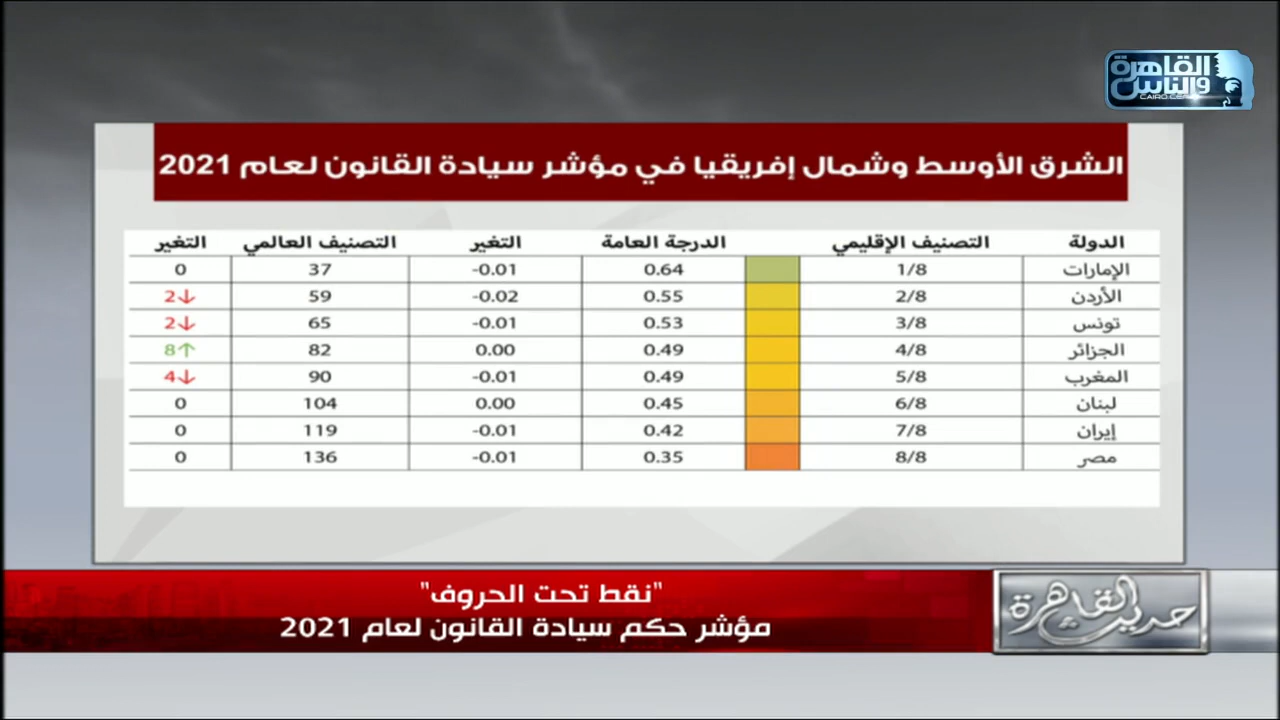 القاهرة
والناس
الشرق الأوسط وشمال إفريقيا في مؤشر سيادة القانون لعام 2021
الدولة التصنيف الإقليمي الدرجة العامة التغير التصنيف العالمي التغير
الإمارات 1/8 0.64 -0.01 37 0
الأردن 2/8 0.55 -0.02 59 ↓2
تونس 3/8 0.53 -0.01 65 ↓2
الجزائر 4/8 0.49 0.00 82 ↑8
المغرب 5/8 0.49 -0.01 90 ↓4
لبنان 6/8 0.45 0.00 104 0
إيران 7/8 0.42 -0.01 119 0
مصر 8/8 0.35 -0.01 136 0
"نقط تحت الحروف"
مؤشر حكم سيادة القانون لعام 2021
حديث القاهرة